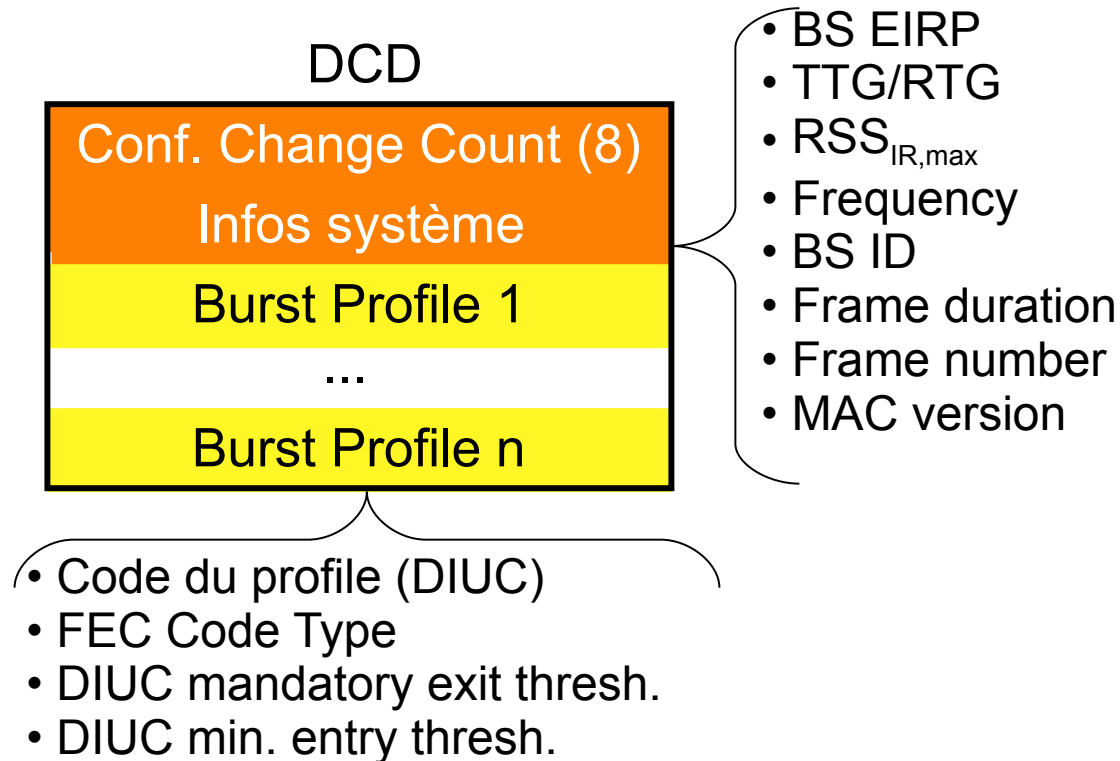 DCD
Conf. Change Count (8)
Infos système
Burst Profile 1
...
Burst Profile n
• BS EIRP
• TTG/RTG
• RSSIR,max
• Frequency
• BS ID
• Frame duration
• Frame number
• MAC version
• Code du profile (DIUC)
• FEC Code Type
• DIUC mandatory exit thresh.
• DIUC min. entry thresh.